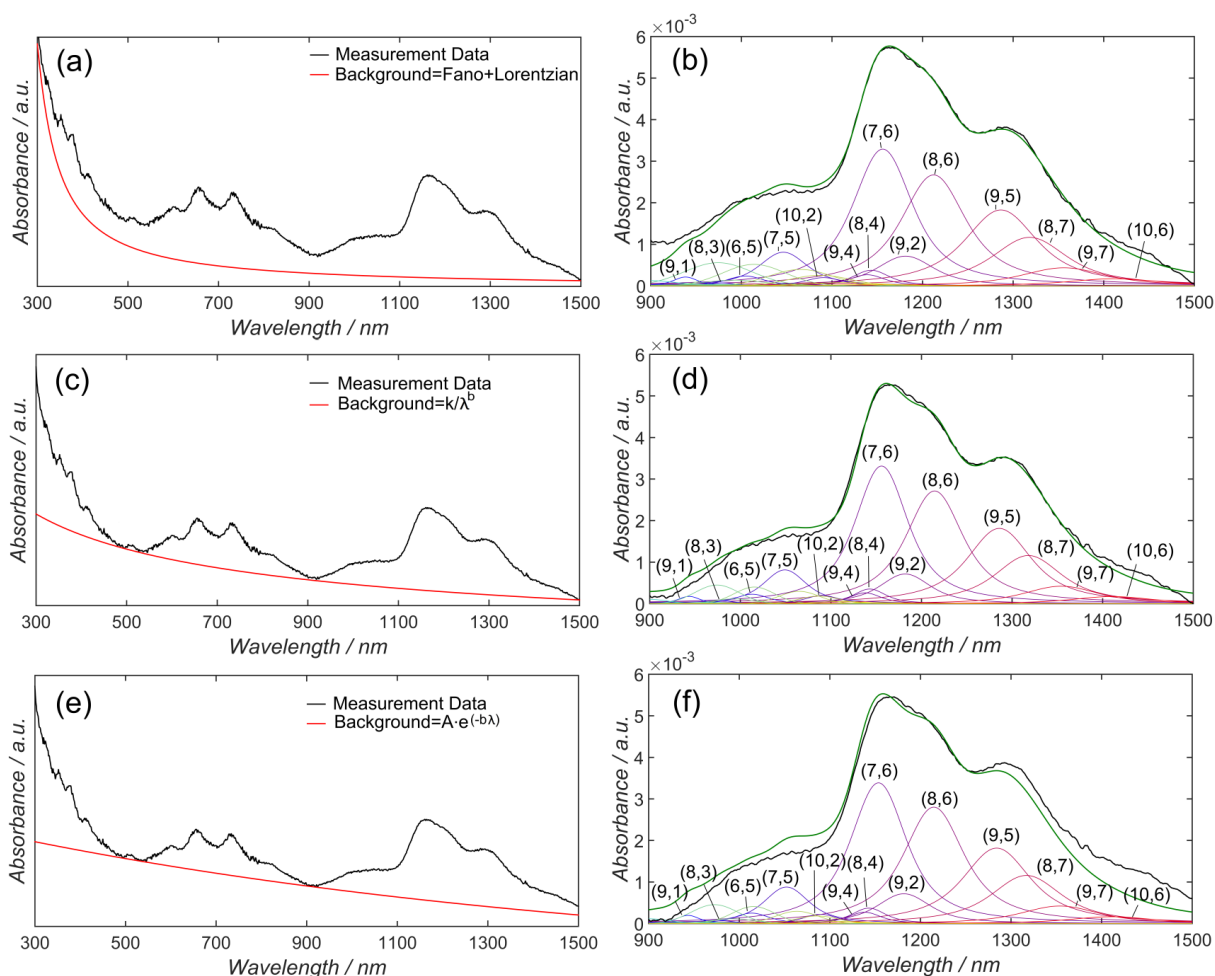 (a)
Measurement Data
Background=Fano+Lorentzian
Absorbance / a.u.
300 500 700 900 1100 1300 1500
Wavelength / nm
(b)
×10⁻³
6
5
4
3
2
1
0
Absorbance / a.u.
(7,6)
(8,6)
(9,5)
(8,7)
(10,6)
(10,2)
(8,4)
(7,5)
(6,5)
(8,3)
(9,4)
(9,2)
(9,7)
(9,1)
900 1000 1100 1200 1300 1400 1500
Wavelength / nm
(c)
Measurement Data
Background=k/λᵇ
Absorbance / a.u.
300 500 700 900 1100 1300 1500
Wavelength / nm
(d)
×10⁻³
6
5
4
3
2
1
0
Absorbance / a.u.
(7,6)
(8,6)
(9,5)
(8,7)
(10,6)
(10,2)
(8,4)
(7,5)
(8,3)
(6,5)
(9,4)
(9,2)
(9,7)
(9,1)
900 1000 1100 1200 1300 1400 1500
Wavelength / nm
(e)
Measurement Data
Background=A·e^(-bλ)
Absorbance / a.u.
300 500 700 900 1100 1300 1500
Wavelength / nm
(f)
×10⁻³
6
5
4
3
2
1
0
Absorbance / a.u.
(7,6)
(8,6)
(9,5)
(8,7)
(10,6)
(10,2)
(8,4)
(7,5)
(8,3)
(6,5)
(9,4)
(9,2)
(9,7)
(9,1)
900 1000 1100 1200 1300 1400 1500
Wavelength / nm